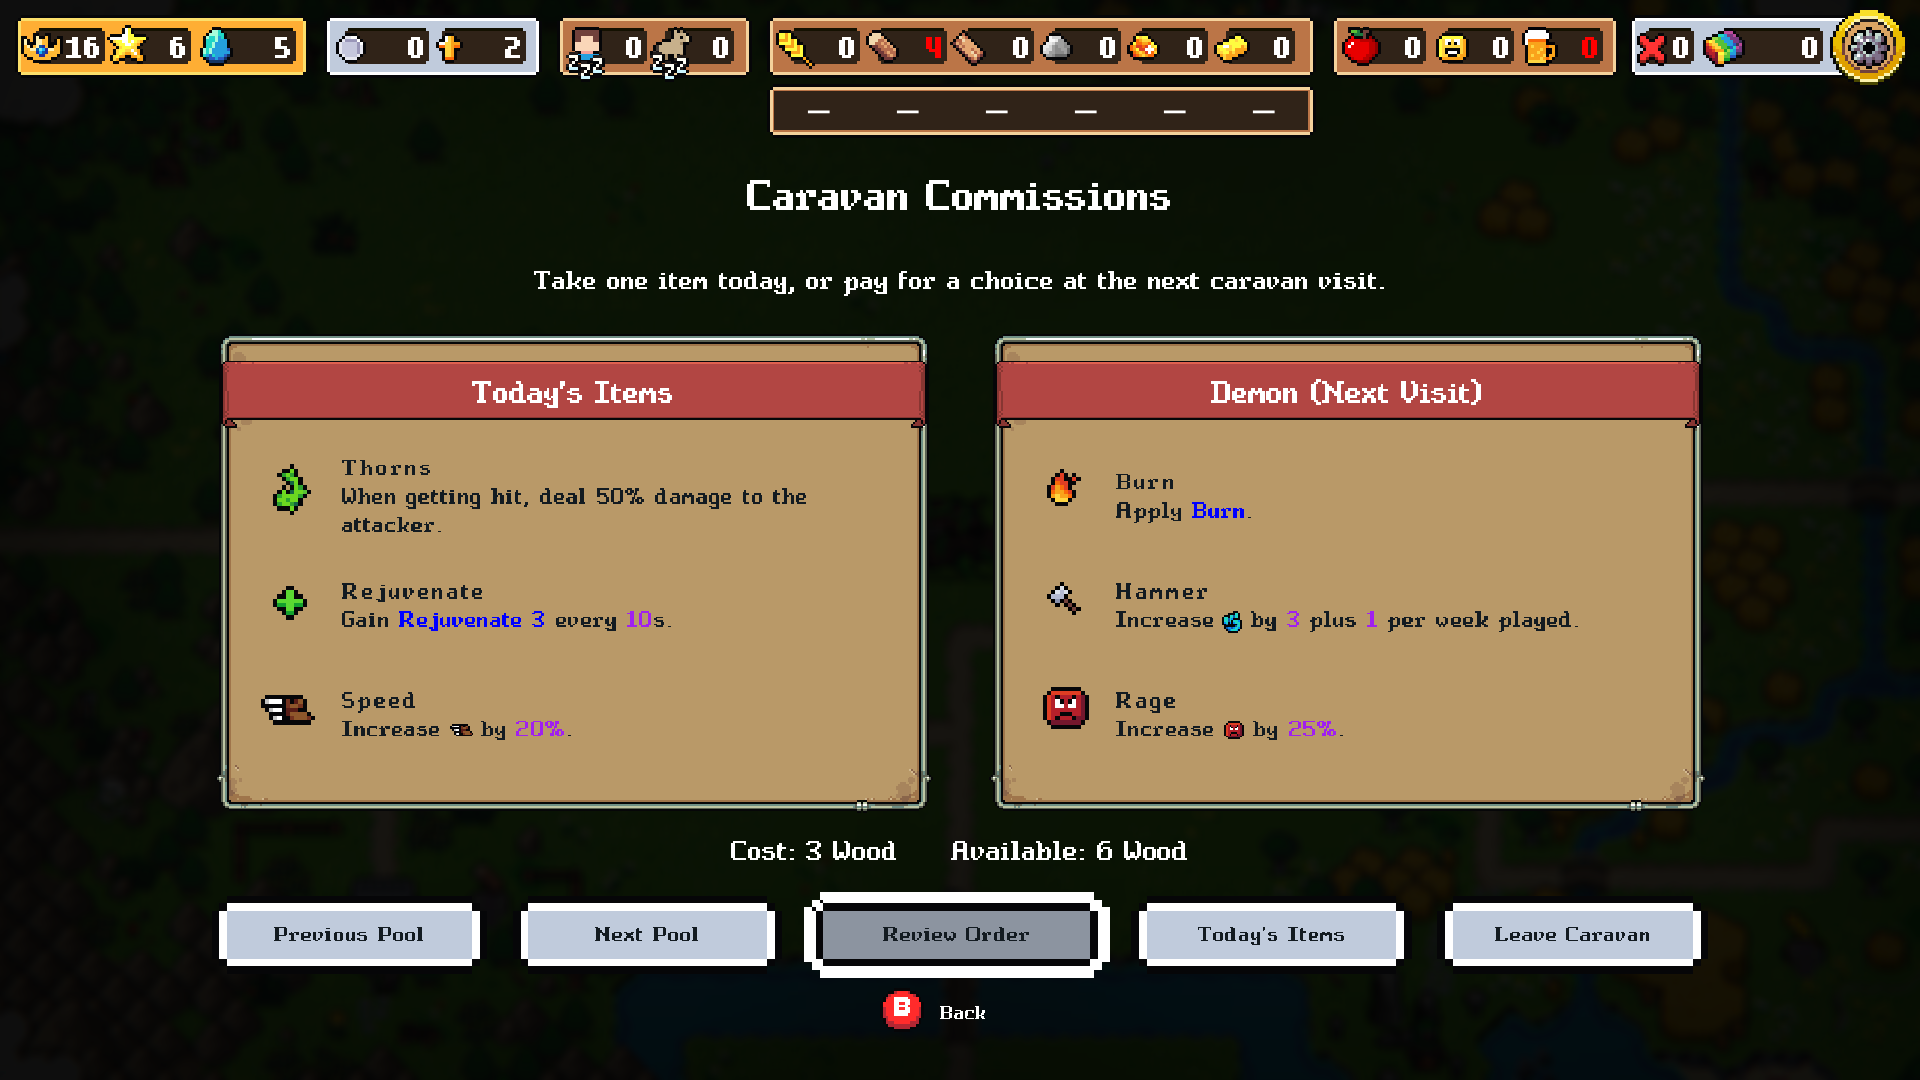 16 6 5 0 2 0 0 0 4 0 0 0 0 0 0 0 0 0
— — — — — —
Caravan Commissions
Take one item today, or pay for a choice at the next caravan visit.
Today's Items
Thorns
When getting hit, deal 50% damage to the
attacker.
Rejuvenate
Gain Rejuvenate 3 every 10s.
Speed
Increase by 20%.
Demon (Next Visit)
Burn
Apply Burn.
Hammer
Increase by 3 plus 1 per week played.
Rage
Increase by 25%.
Cost: 3 Wood Available: 6 Wood
Previous Pool
Next Pool
Review Order
Today's Items
Leave Caravan
B Back